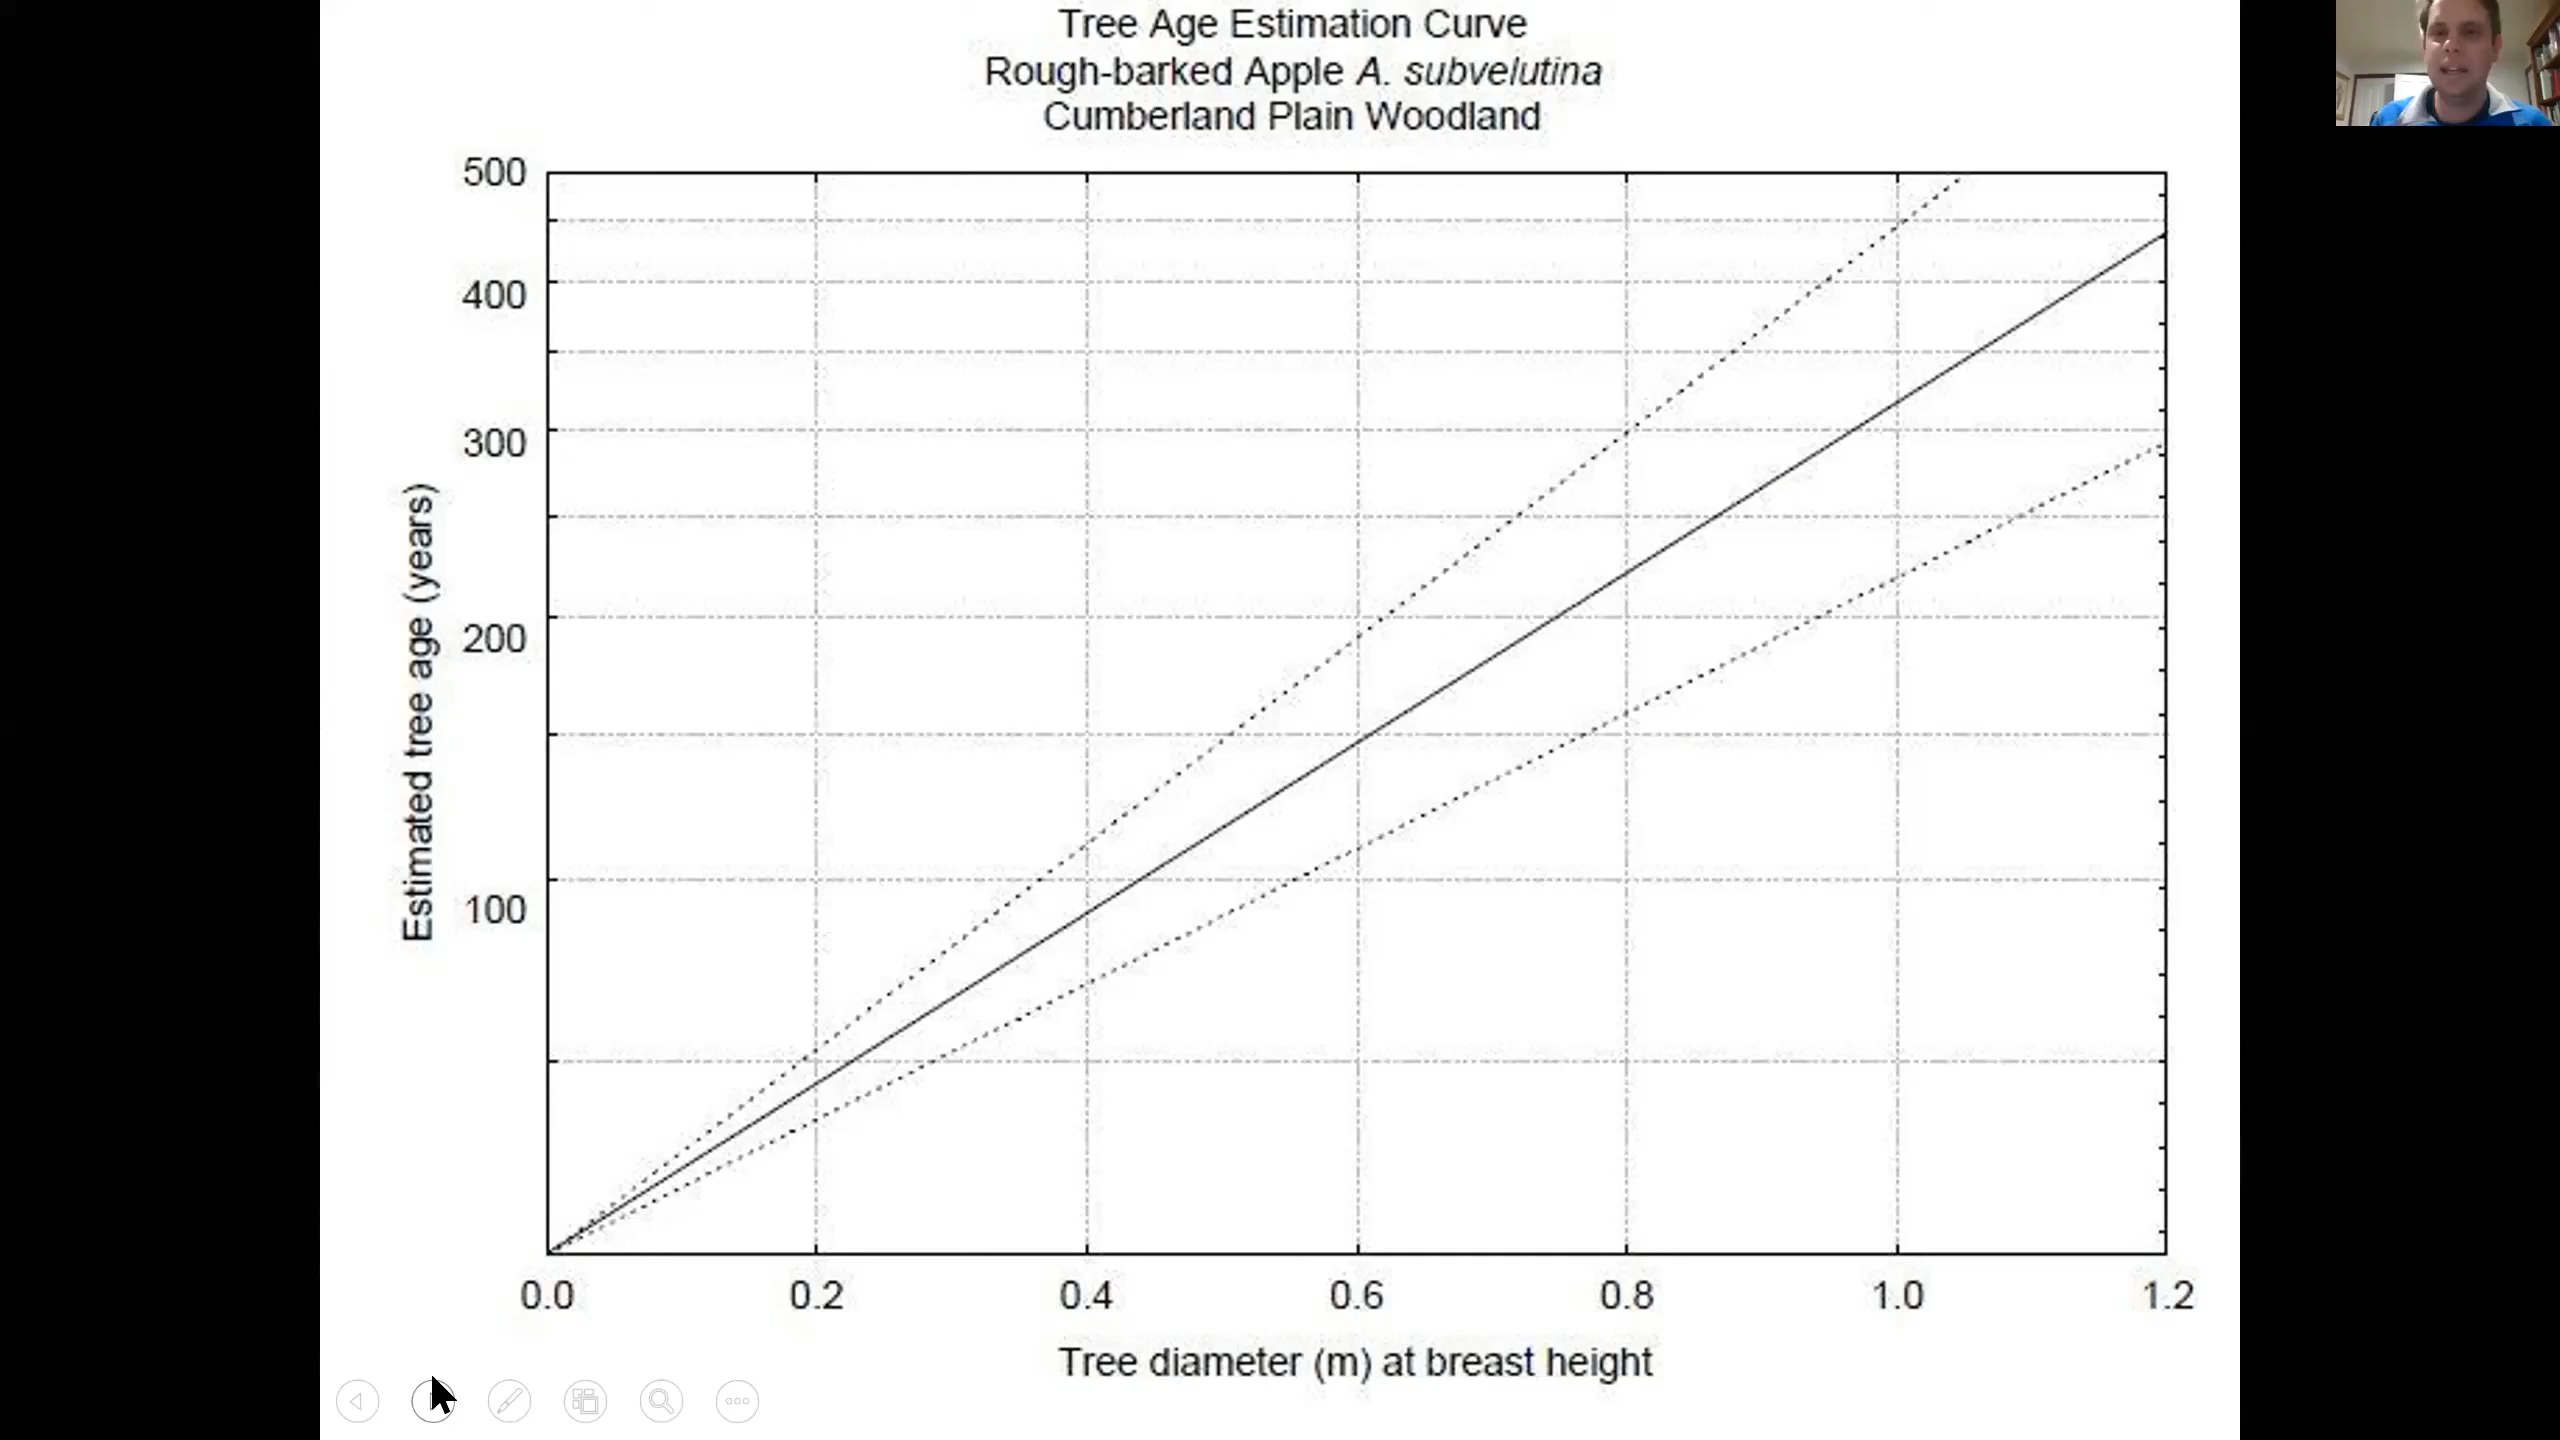 Tree Age Estimation Curve
Rough-barked Apple A. subvelutina
Cumberland Plain Woodland
Estimated tree age (years)
500
400
300
200
100
0.0 0.2 0.4 0.6 0.8 1.0 1.2
Tree diameter (m) at breast height